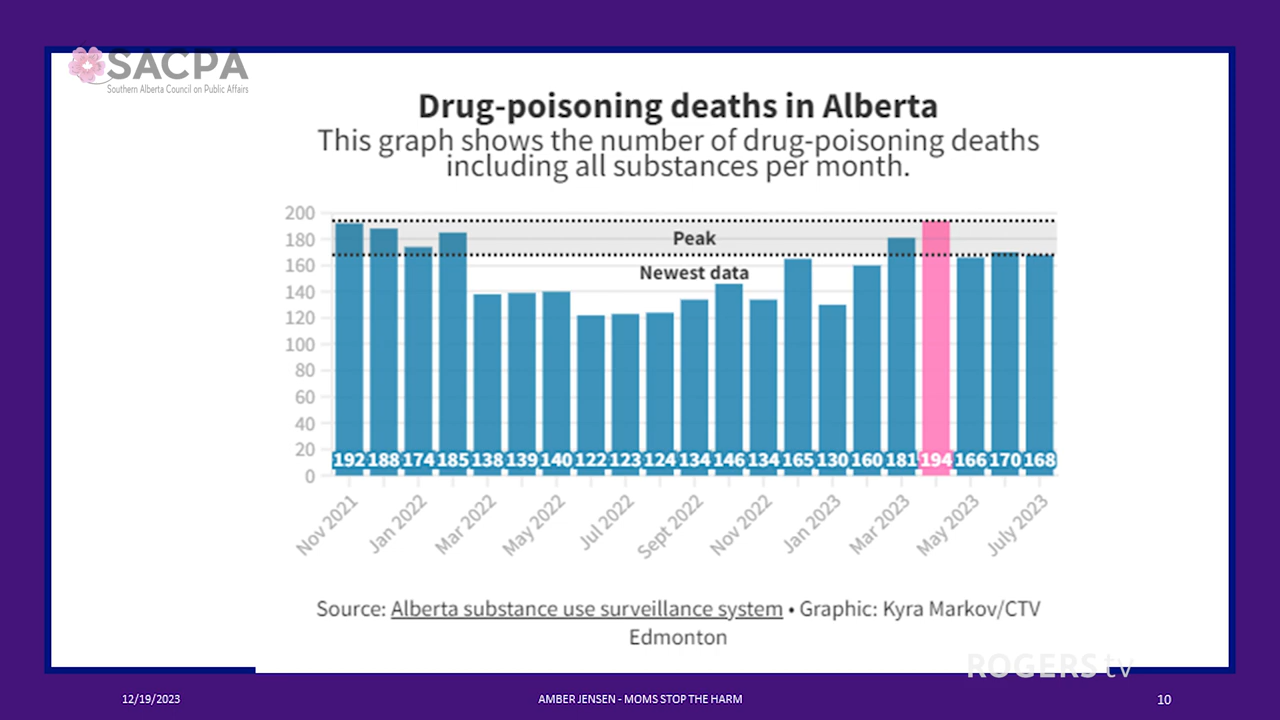 SACPA
Southern Alberta Council on Public Affairs
Drug-poisoning deaths in Alberta
This graph shows the number of drug-poisoning deaths
including all substances per month.
200
180
160
140
120
100
80
60
40
20
0
Peak
Newest data
192 188 174 185 138 139 140 122 123 124 134 146 134 165 130 160 181 194 166 170 168
Nov 2021 Jan 2022 Mar 2022 May 2022 Jul 2022 Sept 2022 Nov 2022 Jan 2023 Mar 2023 May 2023 July 2023
Source: Alberta substance use surveillance system • Graphic: Kyra Markov/CTV
Edmonton
ROGERS tv
12/19/2023 AMBER JENSEN - MOMS STOP THE HARM 10